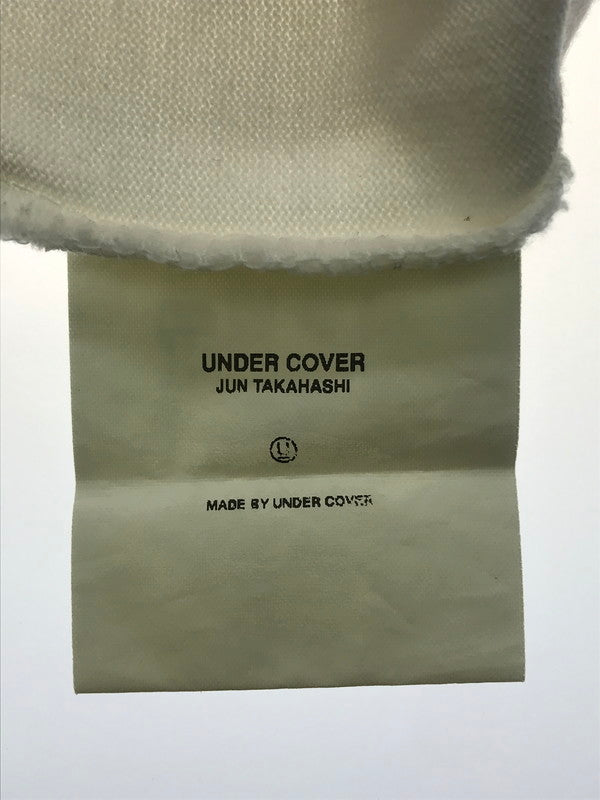 UNDER COVER
JUN TAKAHASHI
U
MADE BY UNDER COVER